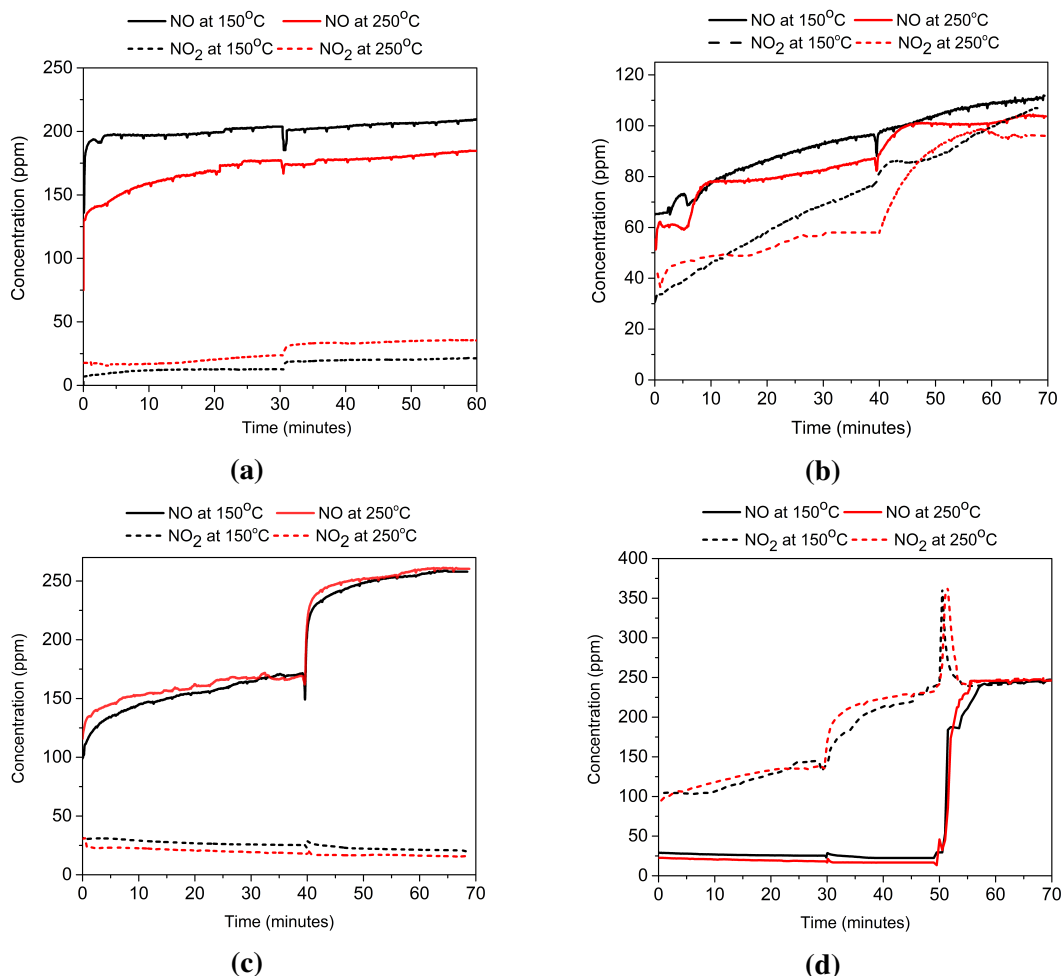 NO at 150°C NO at 250°C
NO2 at 150°C NO2 at 250°C
250
200
150
100
50
0
Concentration (ppm)
0 10 20 30 40 50 60
Time (minutes)
(a)
NO at 150°C NO at 250°C
NO2 at 150°C NO2 at 250°C
120
100
80
60
40
20
0
Concentration (ppm)
0 10 20 30 40 50 60 70
Time (minutes)
(b)
NO at 150°C NO at 250°C
NO2 at 150°C NO2 at 250°C
250
200
150
100
50
0
Concentration (ppm)
0 10 20 30 40 50 60 70
Time (minutes)
(c)
NO at 150°C NO at 250°C
NO2 at 150°C NO2 at 250°C
400
350
300
250
200
150
100
50
0
Concentration (ppm)
0 10 20 30 40 50 60 70
Time (minutes)
(d)